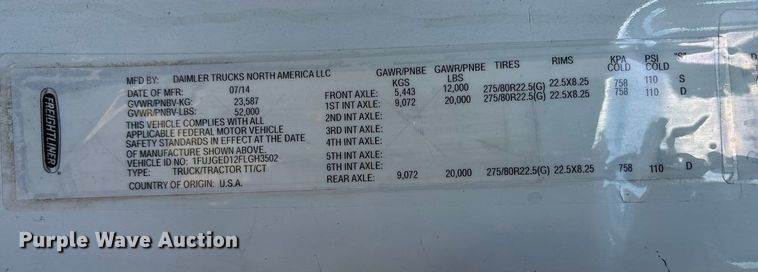 FREIGHTLINER
MFD BY: DAIMLER TRUCKS NORTH AMERICA LLC
DATE OF MFR: 07/14
GVWR/PNBV-KG: 23,587
GVWR/PNBV-LBS: 52,000
THIS VEHICLE COMPLIES WITH ALL
APPLICABLE FEDERAL MOTOR VEHICLE
SAFETY STANDARDS IN EFFECT AT THE DATE
OF MANUFACTURE SHOWN ABOVE.
VEHICLE ID NO: 1FUJGED12FLGH3502
TYPE: TRUCK/TRACTOR TT/CT
COUNTRY OF ORIGIN: U.S.A.
GAWR/PNBE KGS GAWR/PNBE LBS TIRES RIMS KPA COLD PSI COLD "S"
FRONT AXLE: 5,443 12,000 275/80R22.5(G) 22.5X8.25 758 110 S
1ST INT AXLE: 9,072 20,000 275/80R22.5(G) 22.5X8.25 758 110 D
2ND INT AXLE:
3RD INT AXLE:
4TH INT AXLE:
5TH INT AXLE:
6TH INT AXLE:
REAR AXLE: 9,072 20,000 275/80R22.5(G) 22.5X8.25 758 110 D
Purple Wave Auction